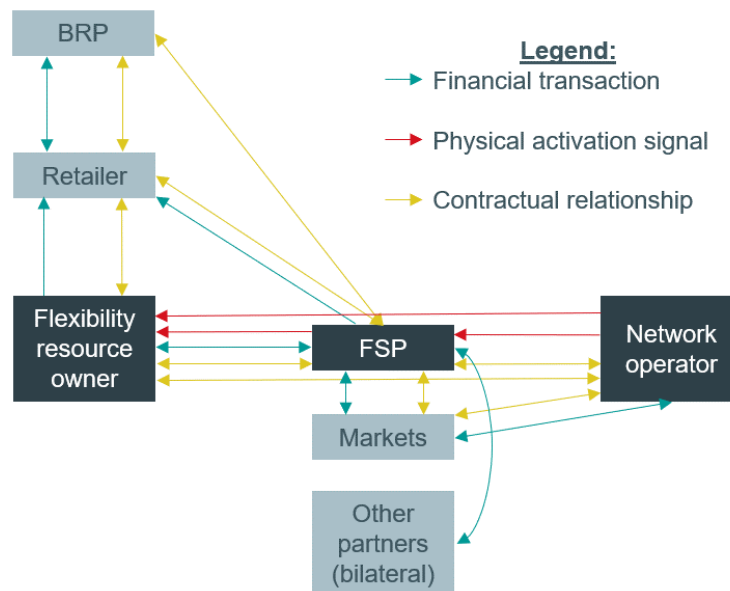 BRP
Legend:
Financial transaction
Physical activation signal
Retailer
Contractual relationship
Flexibility
resource
owner
FSP
Network
operator
Markets
Other
partners
(bilateral)